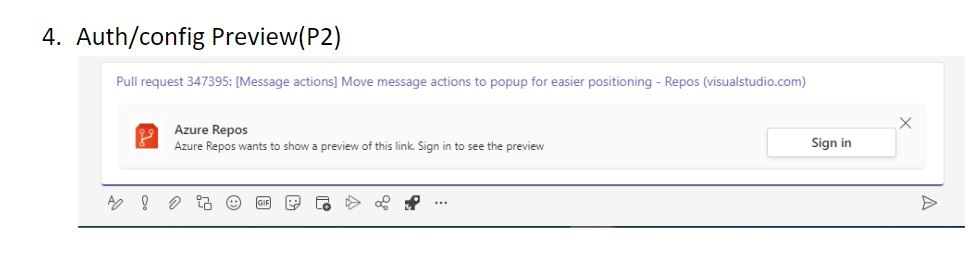 4. Auth/config Preview(P2)
Pull request 347395: [Message actions] Move message actions to popup for easier positioning - Repos (visualstudio.com)
Azure Repos
Azure Repos wants to show a preview of this link. Sign in to see the preview
Sign in
GIF